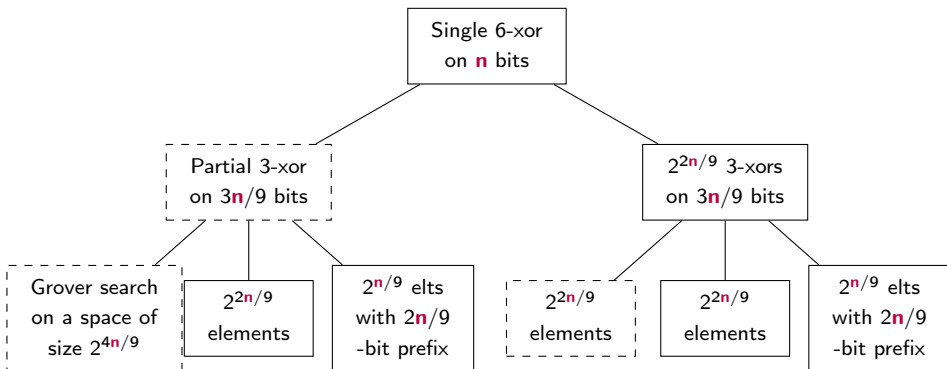 Single 6-xor
on n bits
Partial 3-xor
on 3n/9 bits
2^{2n/9} 3-xors
on 3n/9 bits
Grover search
on a space of
size 2^{4n/9}
2^{2n/9}
elements
2^{n/9} elts
with 2n/9
-bit prefix
2^{2n/9}
elements
2^{2n/9}
elements
2^{n/9} elts
with 2n/9
-bit prefix